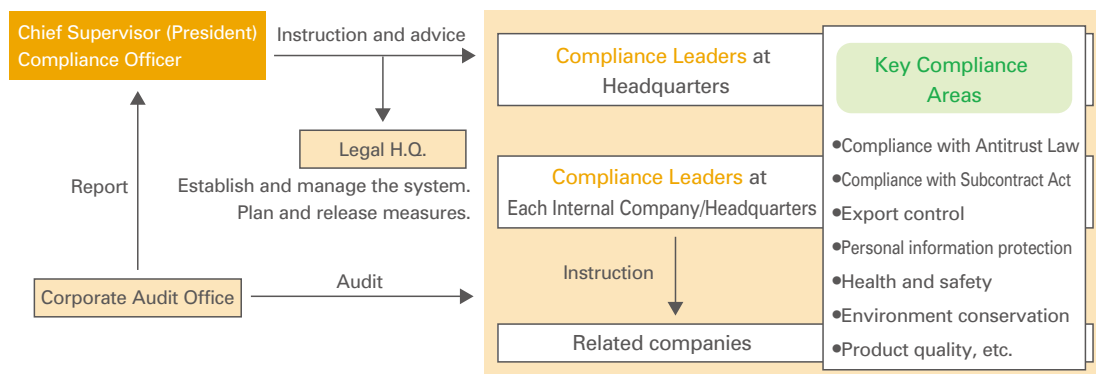 Chief Supervisor (President)
Compliance Officer
Instruction and advice
Legal H.Q.
Establish and manage the system.
Plan and release measures.
Report
Corporate Audit Office
Audit
Compliance Leaders at
Headquarters
Compliance Leaders at
Each Internal Company/Headquarters
Instruction
Related companies
Key Compliance
Areas
●Compliance with Antitrust Law
●Compliance with Subcontract Act
●Export control
●Personal information protection
●Health and safety
●Environment conservation
●Product quality, etc.